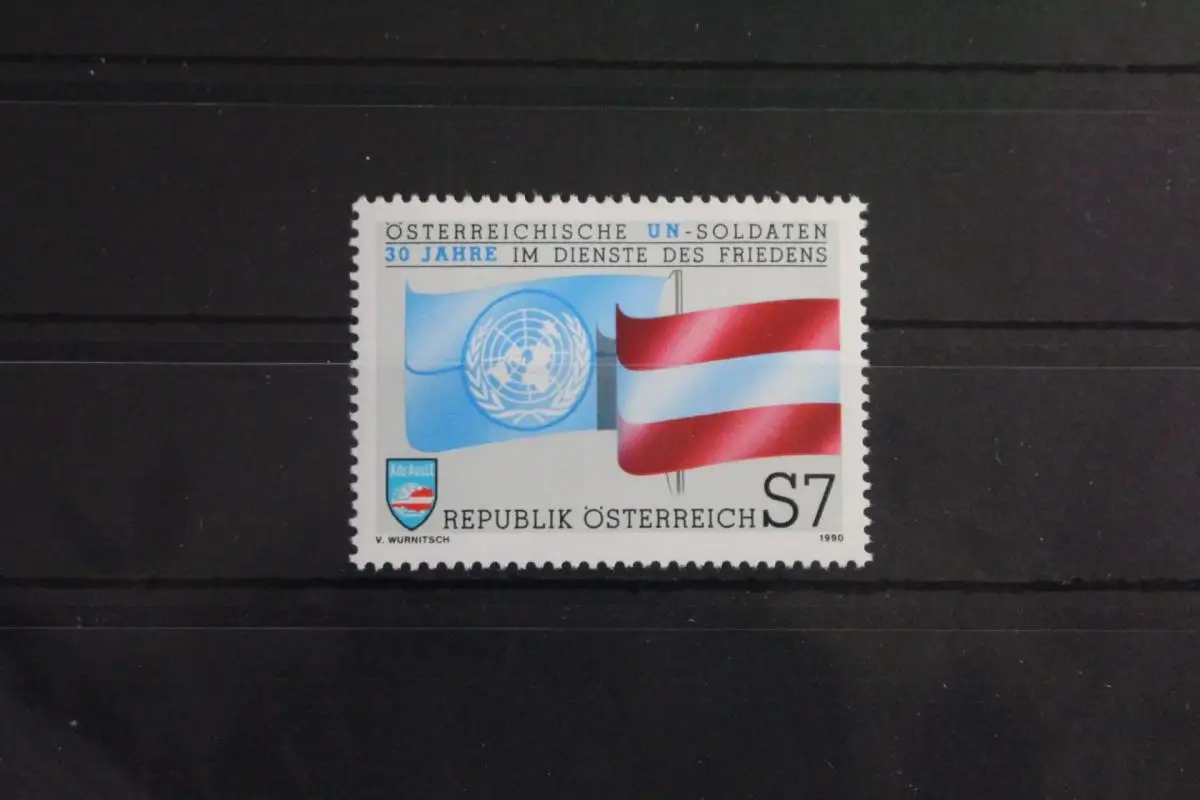 ÖSTERREICHISCHE UN-SOLDATEN
30 JAHRE IM DIENSTE DES FRIEDENS
REPUBLIK ÖSTERREICH S7
V. WURNITSCH 1990